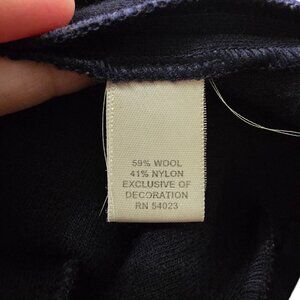 59% WOOL
41% NYLON
EXCLUSIVE OF
DECORATION
RN 54023